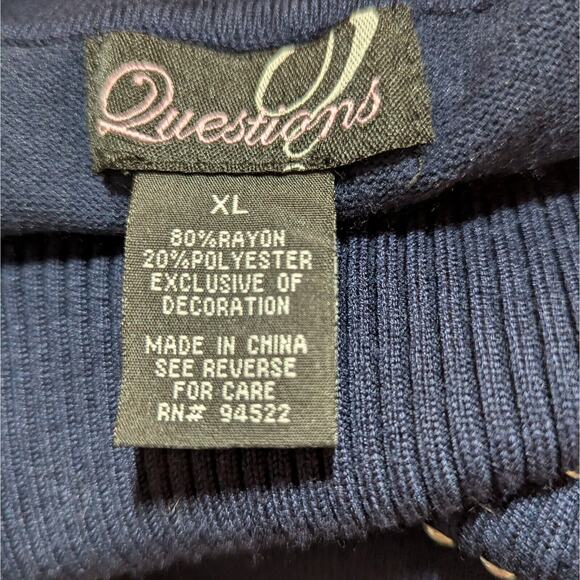 Questions
XL
80%RAYON
20%POLYESTER
EXCLUSIVE OF
DECORATION
MADE IN CHINA
SEE REVERSE
FOR CARE
RN# 94522